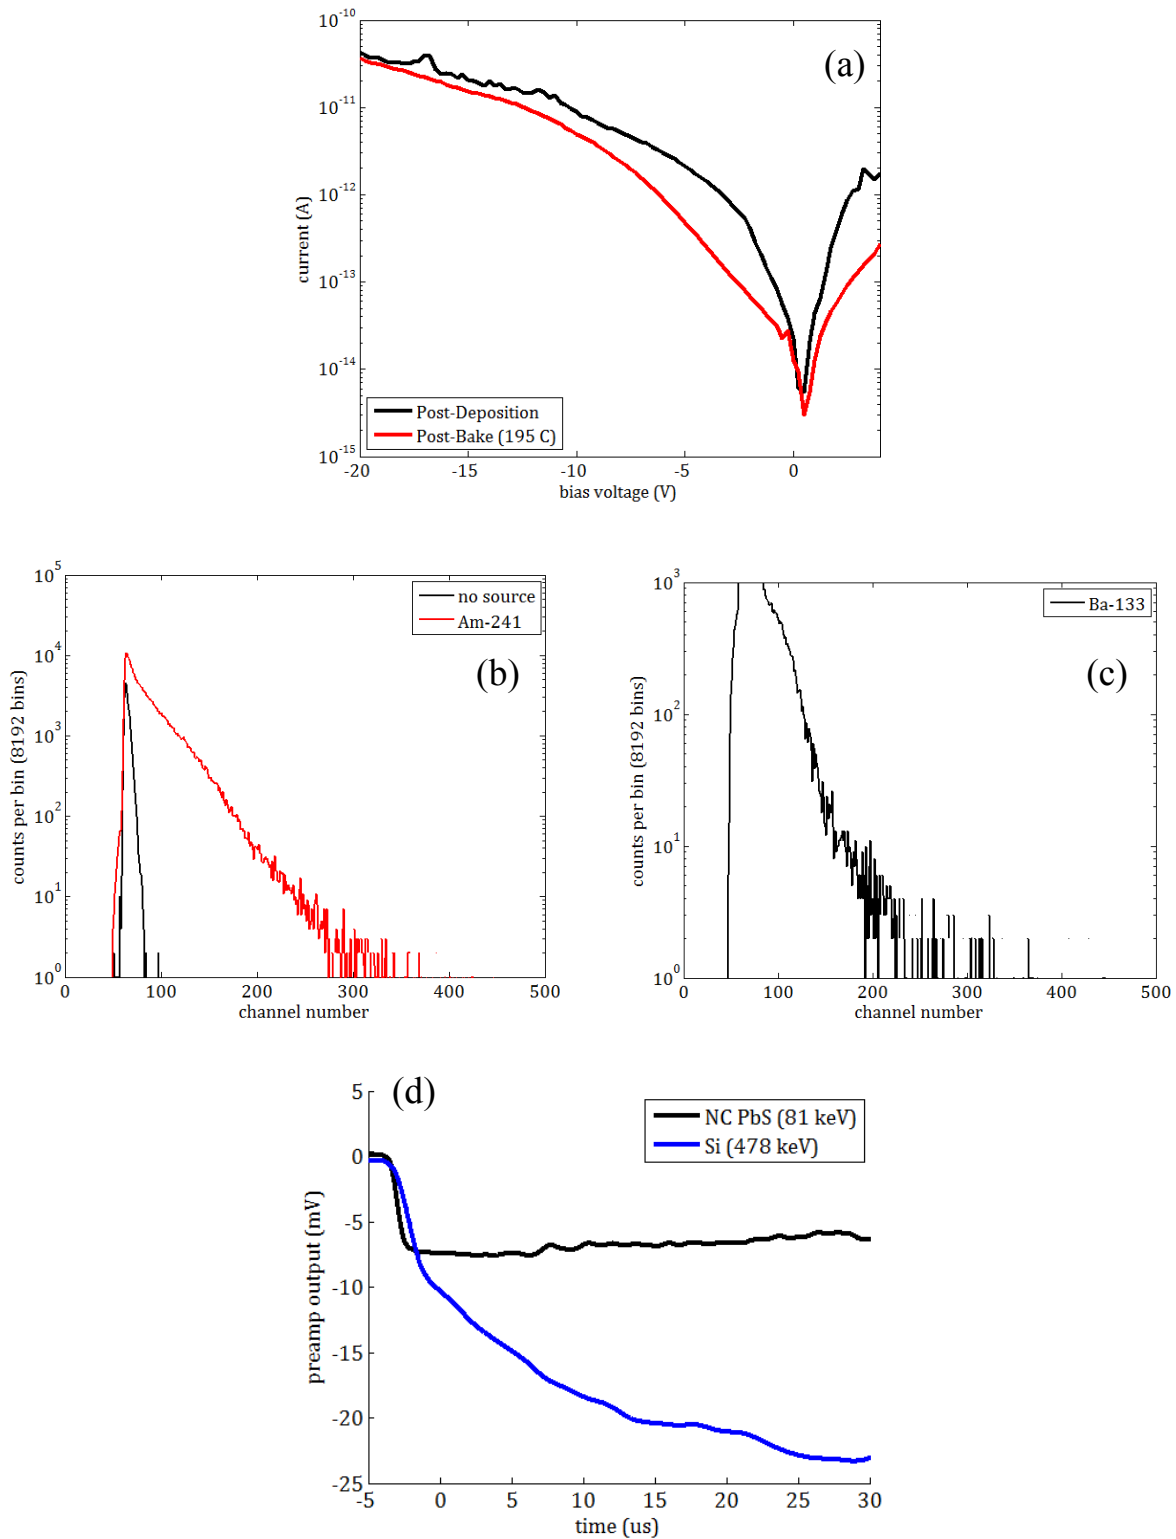 10^-10
(a)
10^-11
10^-12
current (A)
10^-13
10^-14
Post-Deposition
Post-Bake (195 C)
10^-15
-20 -15 -10 -5 0
bias voltage (V)
10^5
no source
Am-241
10^4
(b)
10^3
counts per bin (8192 bins)
10^2
10^1
10^0
0 100 200 300 400 500
channel number
10^3
Ba-133
(c)
10^2
counts per bin (8192 bins)
10^1
10^0
0 100 200 300 400 500
channel number
5
(d)
NC PbS (81 keV)
Si (478 keV)
0
-5
preamp output (mV)
-10
-15
-20
-25
-5 0 5 10 15 20 25 30
time (us)